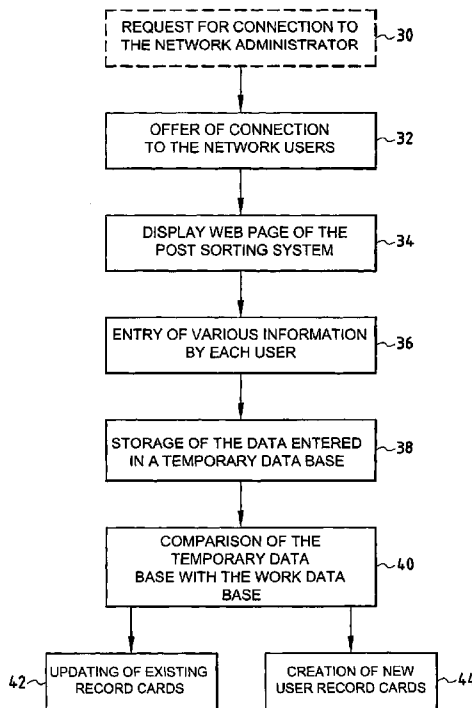 REQUEST FOR CONNECTION TO
THE NETWORK ADMINISTRATOR
30
OFFER OF CONNECTION
TO THE NETWORK USERS
32
DISPLAY WEB PAGE OF THE
POST SORTING SYSTEM
34
ENTRY OF VARIOUS INFORMATION
BY EACH USER
36
STORAGE OF THE DATA ENTERED
IN A TEMPORARY DATA BASE
38
COMPARISON OF THE
TEMPORARY DATA
BASE WITH THE WORK DATA
BASE
40
42
UPDATING OF EXISTING
RECORD CARDS
CREATION OF NEW
USER RECORD CARDS
44